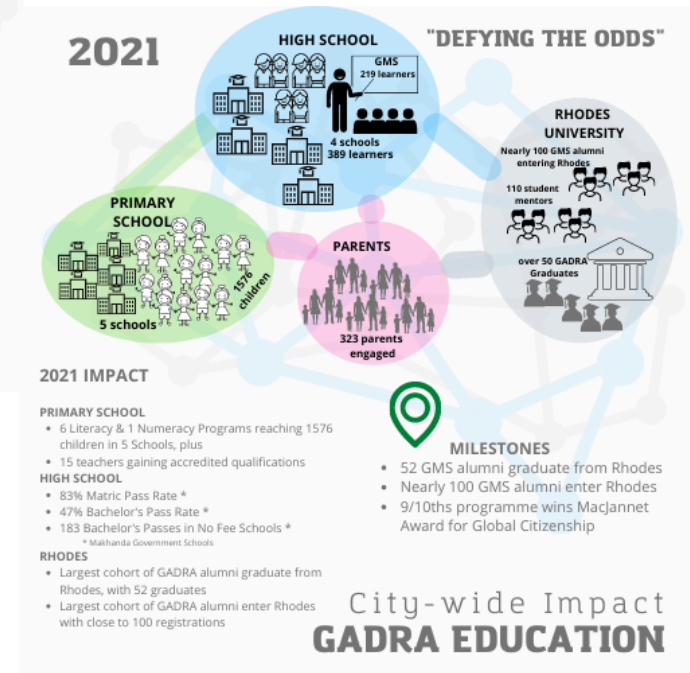 2021
"DEFYING THE ODDS"
HIGH SCHOOL
GMS
219 learners
4 schools
389 learners
RHODES
UNIVERSITY
Nearly 100 GMS alumni
entering Rhodes
110 student
mentors
over 50 GADRA
Graduates
PRIMARY
SCHOOL
1576
children
5 schools
PARENTS
323 parents
engaged
2021 IMPACT
PRIMARY SCHOOL
• 6 Literacy & 1 Numeracy Programs reaching 1576
children in 5 Schools, plus
• 15 teachers gaining accredited qualifications
HIGH SCHOOL
• 83% Matric Pass Rate *
• 47% Bachelor's Pass Rate *
• 183 Bachelor's Passes in No Fee Schools *
* Makhanda Government Schools
RHODES
• Largest cohort of GADRA alumni graduate from
Rhodes, with 52 graduates
• Largest cohort of GADRA alumni enter Rhodes
with close to 100 registrations
MILESTONES
• 52 GMS alumni graduate from Rhodes
• Nearly 100 GMS alumni enter Rhodes
• 9/10ths programme wins MacJannet
Award for Global Citizenship
City-wide Impact
GADRA EDUCATION